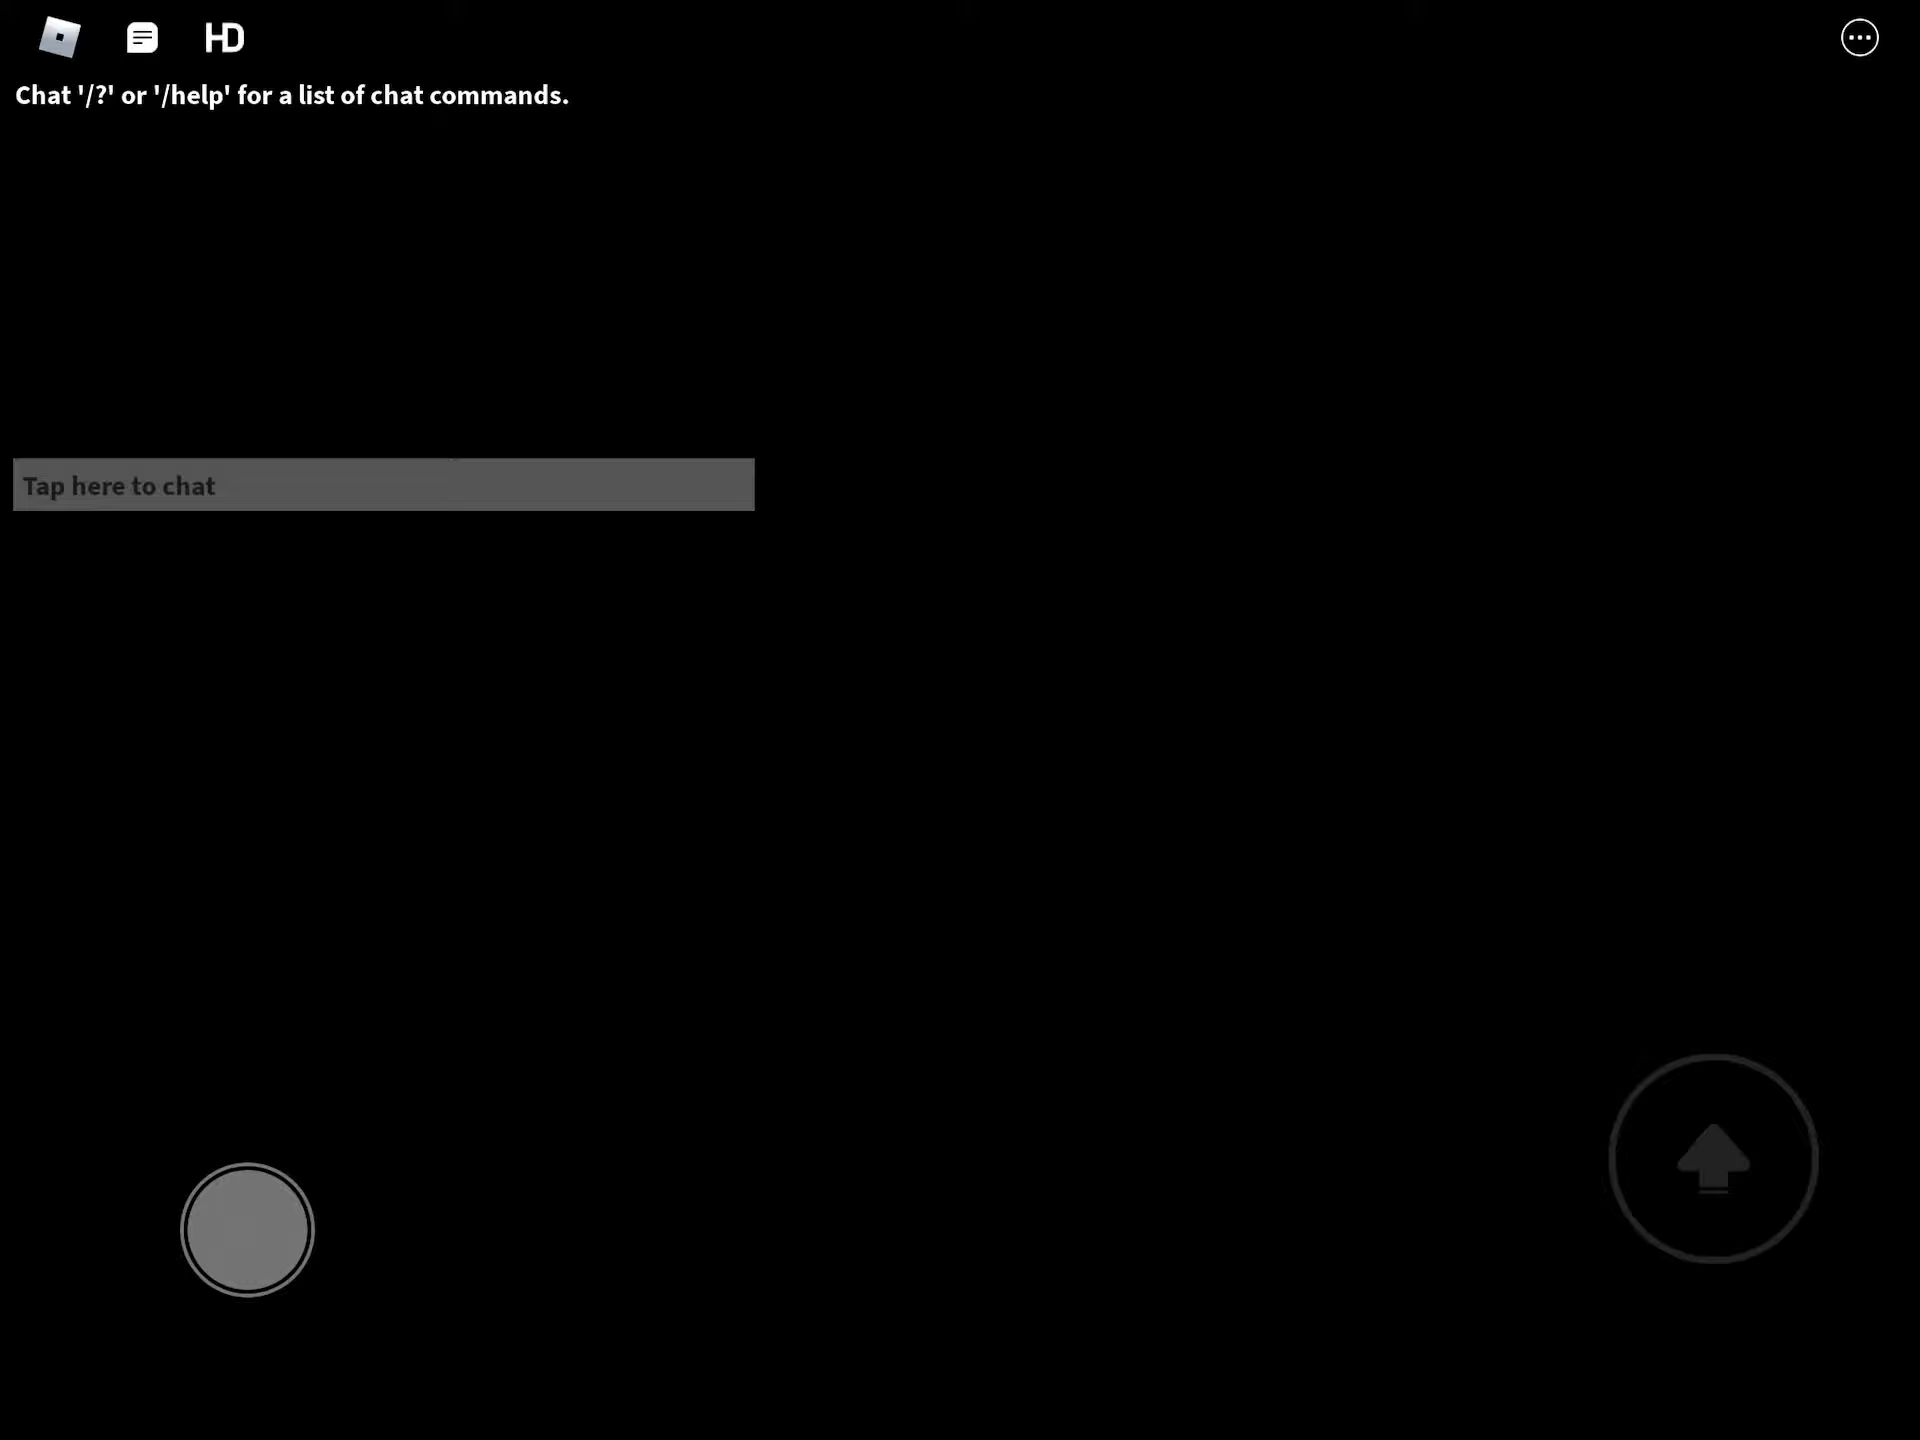 HD
Chat '/?' or '/help' for a list of chat commands.
Tap here to chat